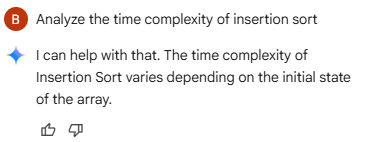 B
Analyze the time complexity of insertion sort
I can help with that. The time complexity of
Insertion Sort varies depending on the initial state
of the array.